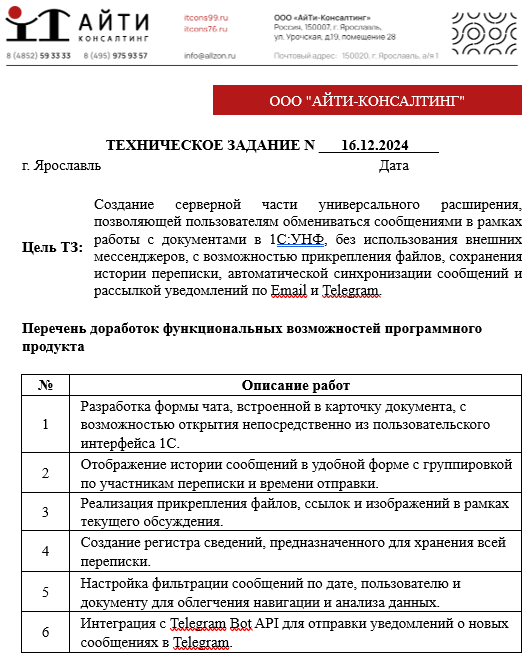 АЙТИ
КОНСАЛТИНГ
8 (4852) 59 33 33 8 (495) 975 93 57
itcons99.ru
itcons76.ru
info@allzon.ru
ООО «АйТи-Консалтинг»
Россия, 150007, г. Ярославль,
ул. Урочская, д.19, помещение 28
Почтовый адрес: 150020, г. Ярославль, а/я 1
ООО "АЙТИ-КОНСАЛТИНГ"
ТЕХНИЧЕСКОЕ ЗАДАНИЕ N 16.12.2024
г. Ярославль Дата
Цель ТЗ:
Создание серверной части универсального расширения,
позволяющей пользователям обмениваться сообщениями в рамках
работы с документами в 1С:УНФ, без использования внешних
мессенджеров, с возможностью прикрепления файлов, сохранения
истории переписки, автоматической синхронизации сообщений и
рассылкой уведомлений по Email и Telegram.
Перечень доработок функциональных возможностей программного
продукта
№ Описание работ
1 Разработка формы чата, встроенной в карточку документа, с
возможностью открытия непосредственно из пользовательского
интерфейса 1С.
2 Отображение истории сообщений в удобной форме с группировкой
по участникам переписки и времени отправки.
3 Реализация прикрепления файлов, ссылок и изображений в рамках
текущего обсуждения.
4 Создание регистра сведений, предназначенного для хранения всей
переписки.
5 Настройка фильтрации сообщений по дате, пользователю и
документу для облегчения навигации и анализа данных.
6 Интеграция с Telegram Bot API для отправки уведомлений о новых
сообщениях в Telegram.